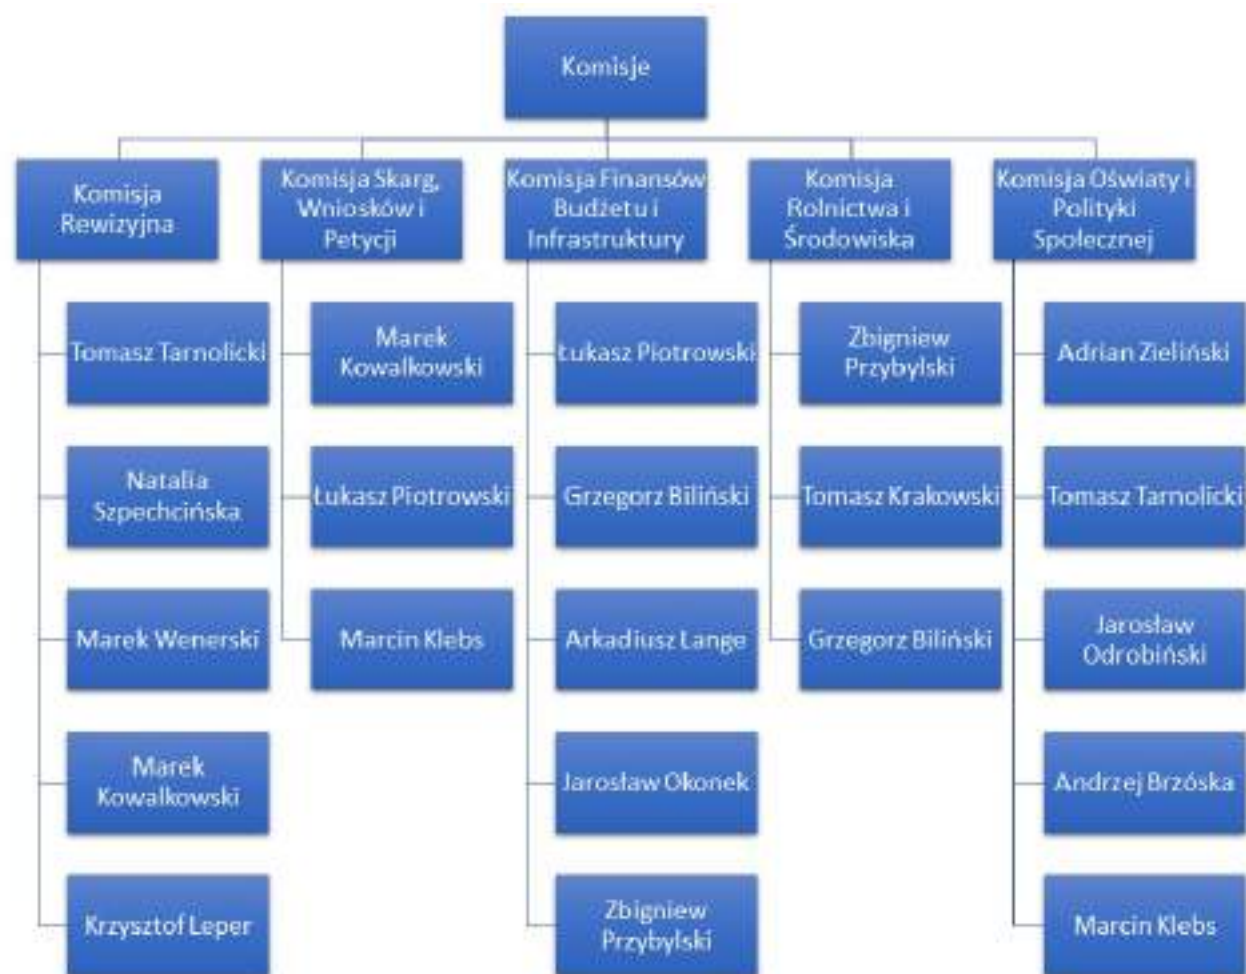 Komisje
Komisja
Rewizyjna
Tomasz Tarnolicki
Natalia
Szpechcińska
Marek Wenerski
Marek
Kowalkowski
Krzysztof Leper
Komisja Skarg,
Wniosków i
Petycji
Marek
Kowalkowski
Łukasz Piotrowski
Marcin Klebs
Komisja Finansów
Budżetu i
Infrastruktury
Łukasz Piotrowski
Grzegorz Biliński
Arkadiusz Lange
Jarosław Okonek
Zbigniew
Przybylski
Komisja
Rolnictwa i
Środowiska
Zbigniew
Przybylski
Tomasz Krakowski
Grzegorz Biliński
Komisja Oświaty i
Polityki
Społecznej
Adrian Zieliński
Tomasz Tarnolicki
Jarosław
Odrobiński
Andrzej Brzóska
Marcin Klebs